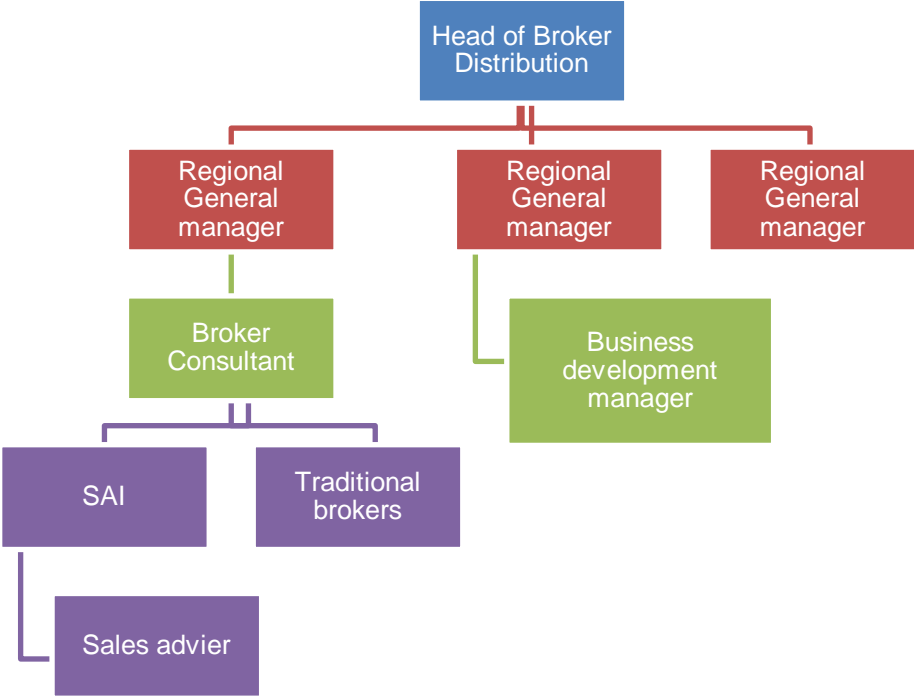 Head of Broker
Distribution
Regional
General
manager
Regional
General
manager
Regional
General
manager
Broker
Consultant
Business
development
manager
SAI
Traditional
brokers
Sales advier